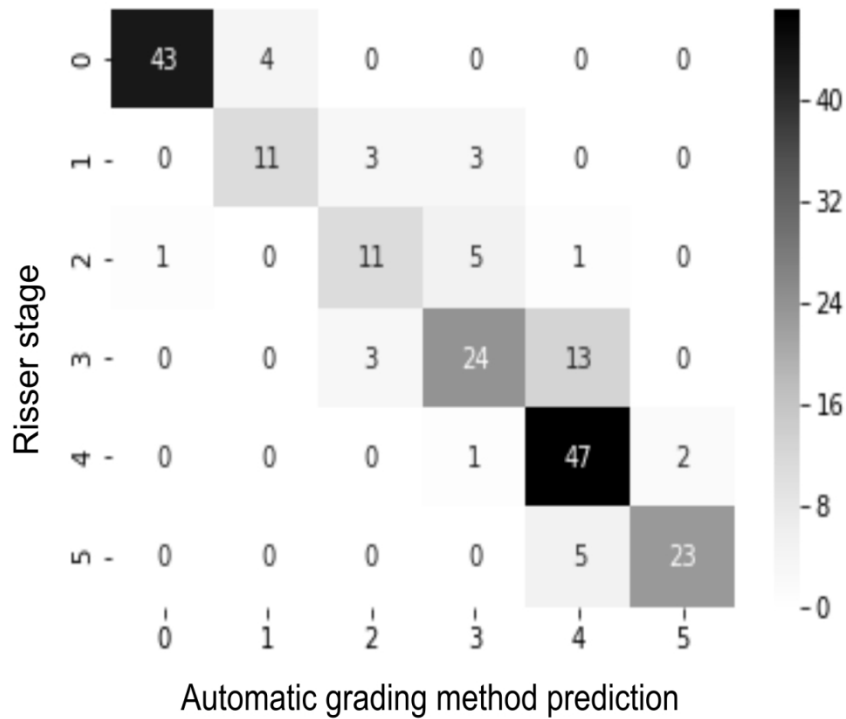 0 43 4 0 0 0 0
1 0 11 3 3 0 0
2 1 0 11 5 1 0
3 0 0 3 24 13 0
4 0 0 0 1 47 2
5 0 0 0 0 5 23
0 1 2 3 4 5
Risser stage
Automatic grading method prediction
40
32
24
16
8
0